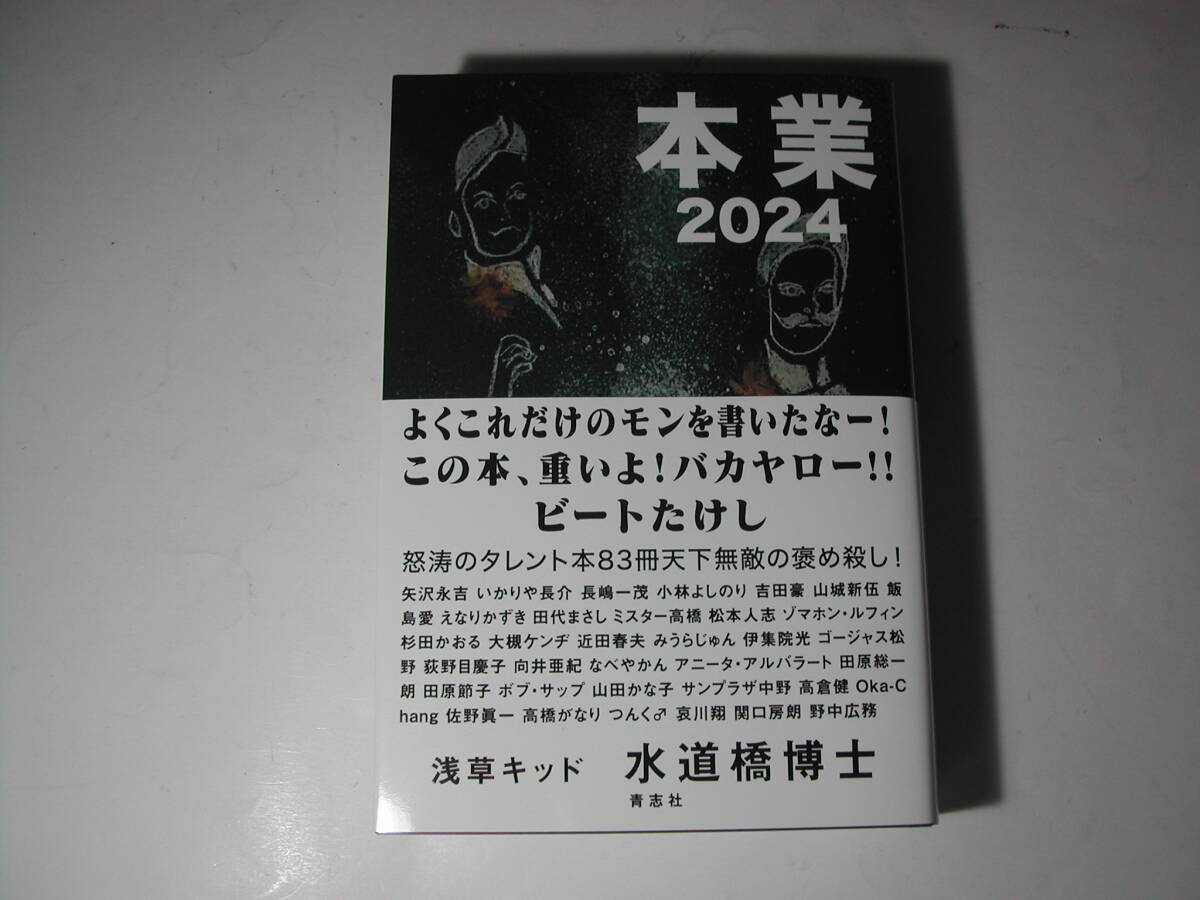 本業
2024
よくこれだけのモンを書いたなー!
この本、重いよ!バカヤロー!!
ビートたけし
怒涛のタレント本83冊天下無敵の褒め殺し!
矢沢永吉 いかりや長介 長嶋一茂 小林よしのり 吉田豪 山城新伍 飯
島愛 えなりかずき 田代まさし ミスター高橋 松本人志 ゾマホン・ルフィン
杉田かおる 大槻ケンヂ 近田春夫 みうらじゅん 伊集院光 ゴージャス松
野 荻野目慶子 向井亜紀 なべやかん アニータ・アルバラート 田原総一
朗 田原節子 ボブ・サップ 山田かな子 サンプラザ中野 高倉健 Oka-C
hang 佐野眞一 高橋がなり つんく♂ 哀川翔 関口房朗 野中広務
浅草キッド 水道橋博士
青志社